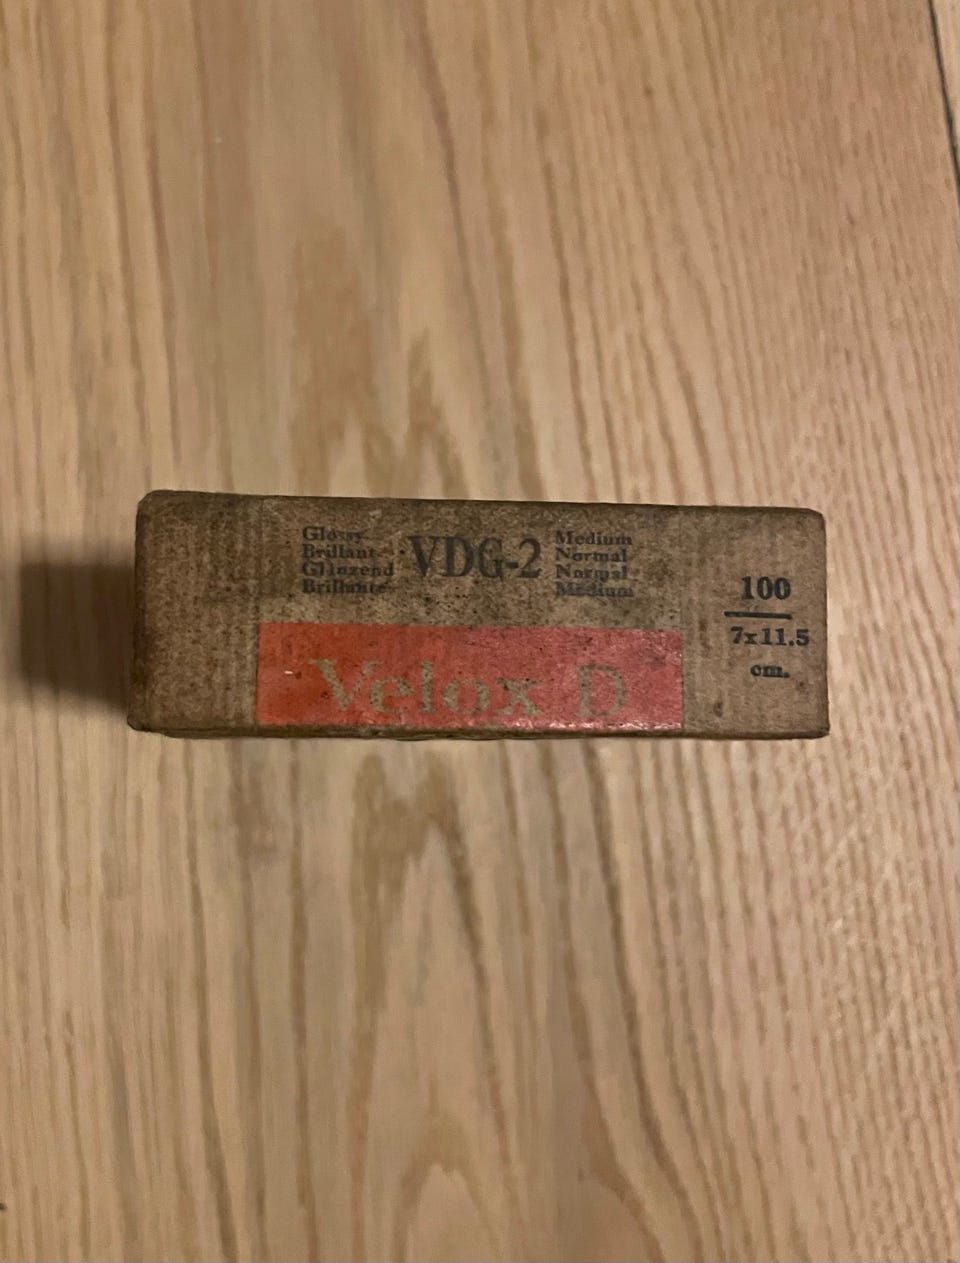 Glossy
Brillant
Glänzend
Brillante
VDG-2
Medium
Normal
Normal
Medium
100
7x11.5
cm.
Velox D